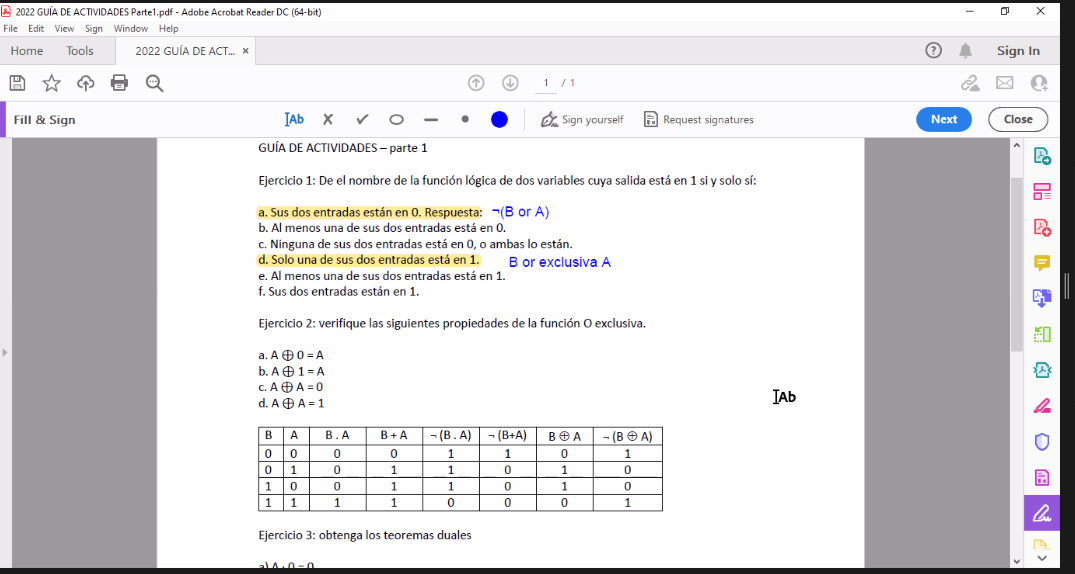 2022 GUÍA DE ACTIVIDADES Parte1.pdf - Adobe Acrobat Reader DC (64-bit)
File Edit View Sign Window Help
Home Tools 2022 GUÍA DE ACT... × Sign In
1 / 1
Fill & Sign Ab Sign yourself Request signatures Next Close
GUÍA DE ACTIVIDADES – parte 1
Ejercicio 1: De el nombre de la función lógica de dos variables cuya salida está en 1 si y solo sí:
a. Sus dos entradas están en 0. Respuesta: ¬(B or A)
b. Al menos una de sus dos entradas está en 0.
c. Ninguna de sus dos entradas está en 0, o ambas lo están.
d. Solo una de sus dos entradas está en 1. B or exclusiva A
e. Al menos una de sus dos entradas está en 1.
f. Sus dos entradas están en 1.
Ejercicio 2: verifique las siguientes propiedades de la función O exclusiva.
a. A ⊕ 0 = A
b. A ⊕ 1 = A
c. A ⊕ A = 0
d. A ⊕ A = 1
Ab
B A B . A B + A ¬ (B . A) ¬ (B+A) B ⊕ A ¬ (B ⊕ A)
0 0 0 0 1 1 0 1
0 1 0 1 1 0 1 0
1 0 0 1 1 0 1 0
1 1 1 1 0 0 0 1
Ejercicio 3: obtenga los teoremas duales
a) A · 0 = 0